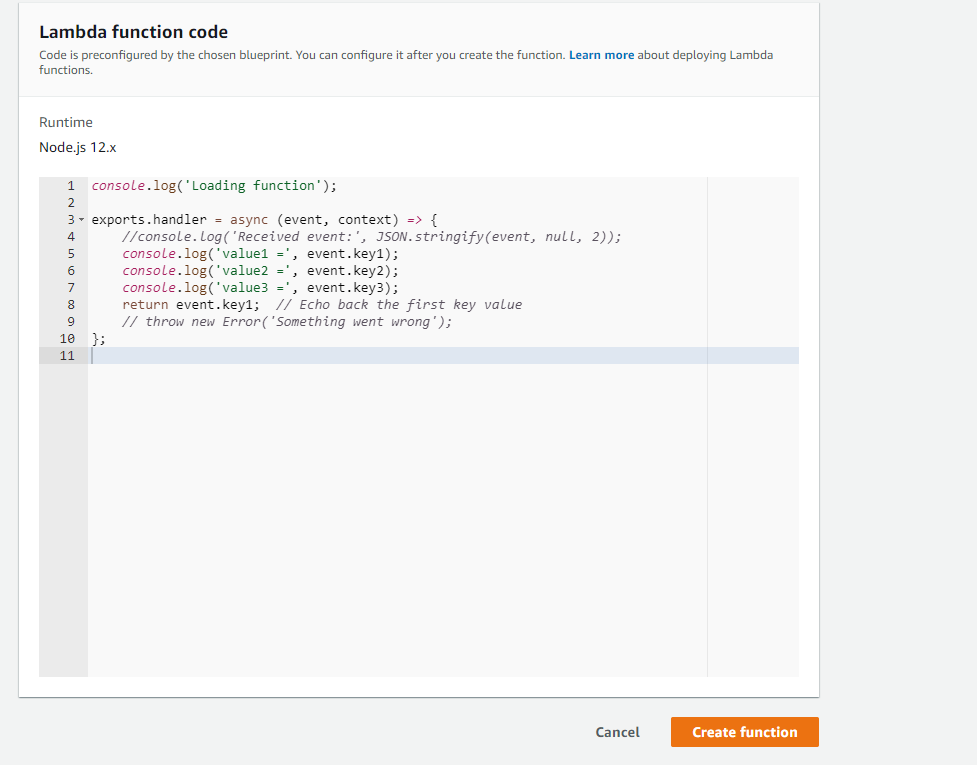 Lambda function code
Code is preconfigured by the chosen blueprint. You can configure it after you create the function. Learn more about deploying Lambda
functions.
Runtime
Node.js 12.x
1 console.log('Loading function');
2
3 exports.handler = async (event, context) => {
4 //console.log('Received event:', JSON.stringify(event, null, 2));
5 console.log('value1 =', event.key1);
6 console.log('value2 =', event.key2);
7 console.log('value3 =', event.key3);
8 return event.key1;  // Echo back the first key value
9 // throw new Error('Something went wrong');
10 };
11
Cancel Create function